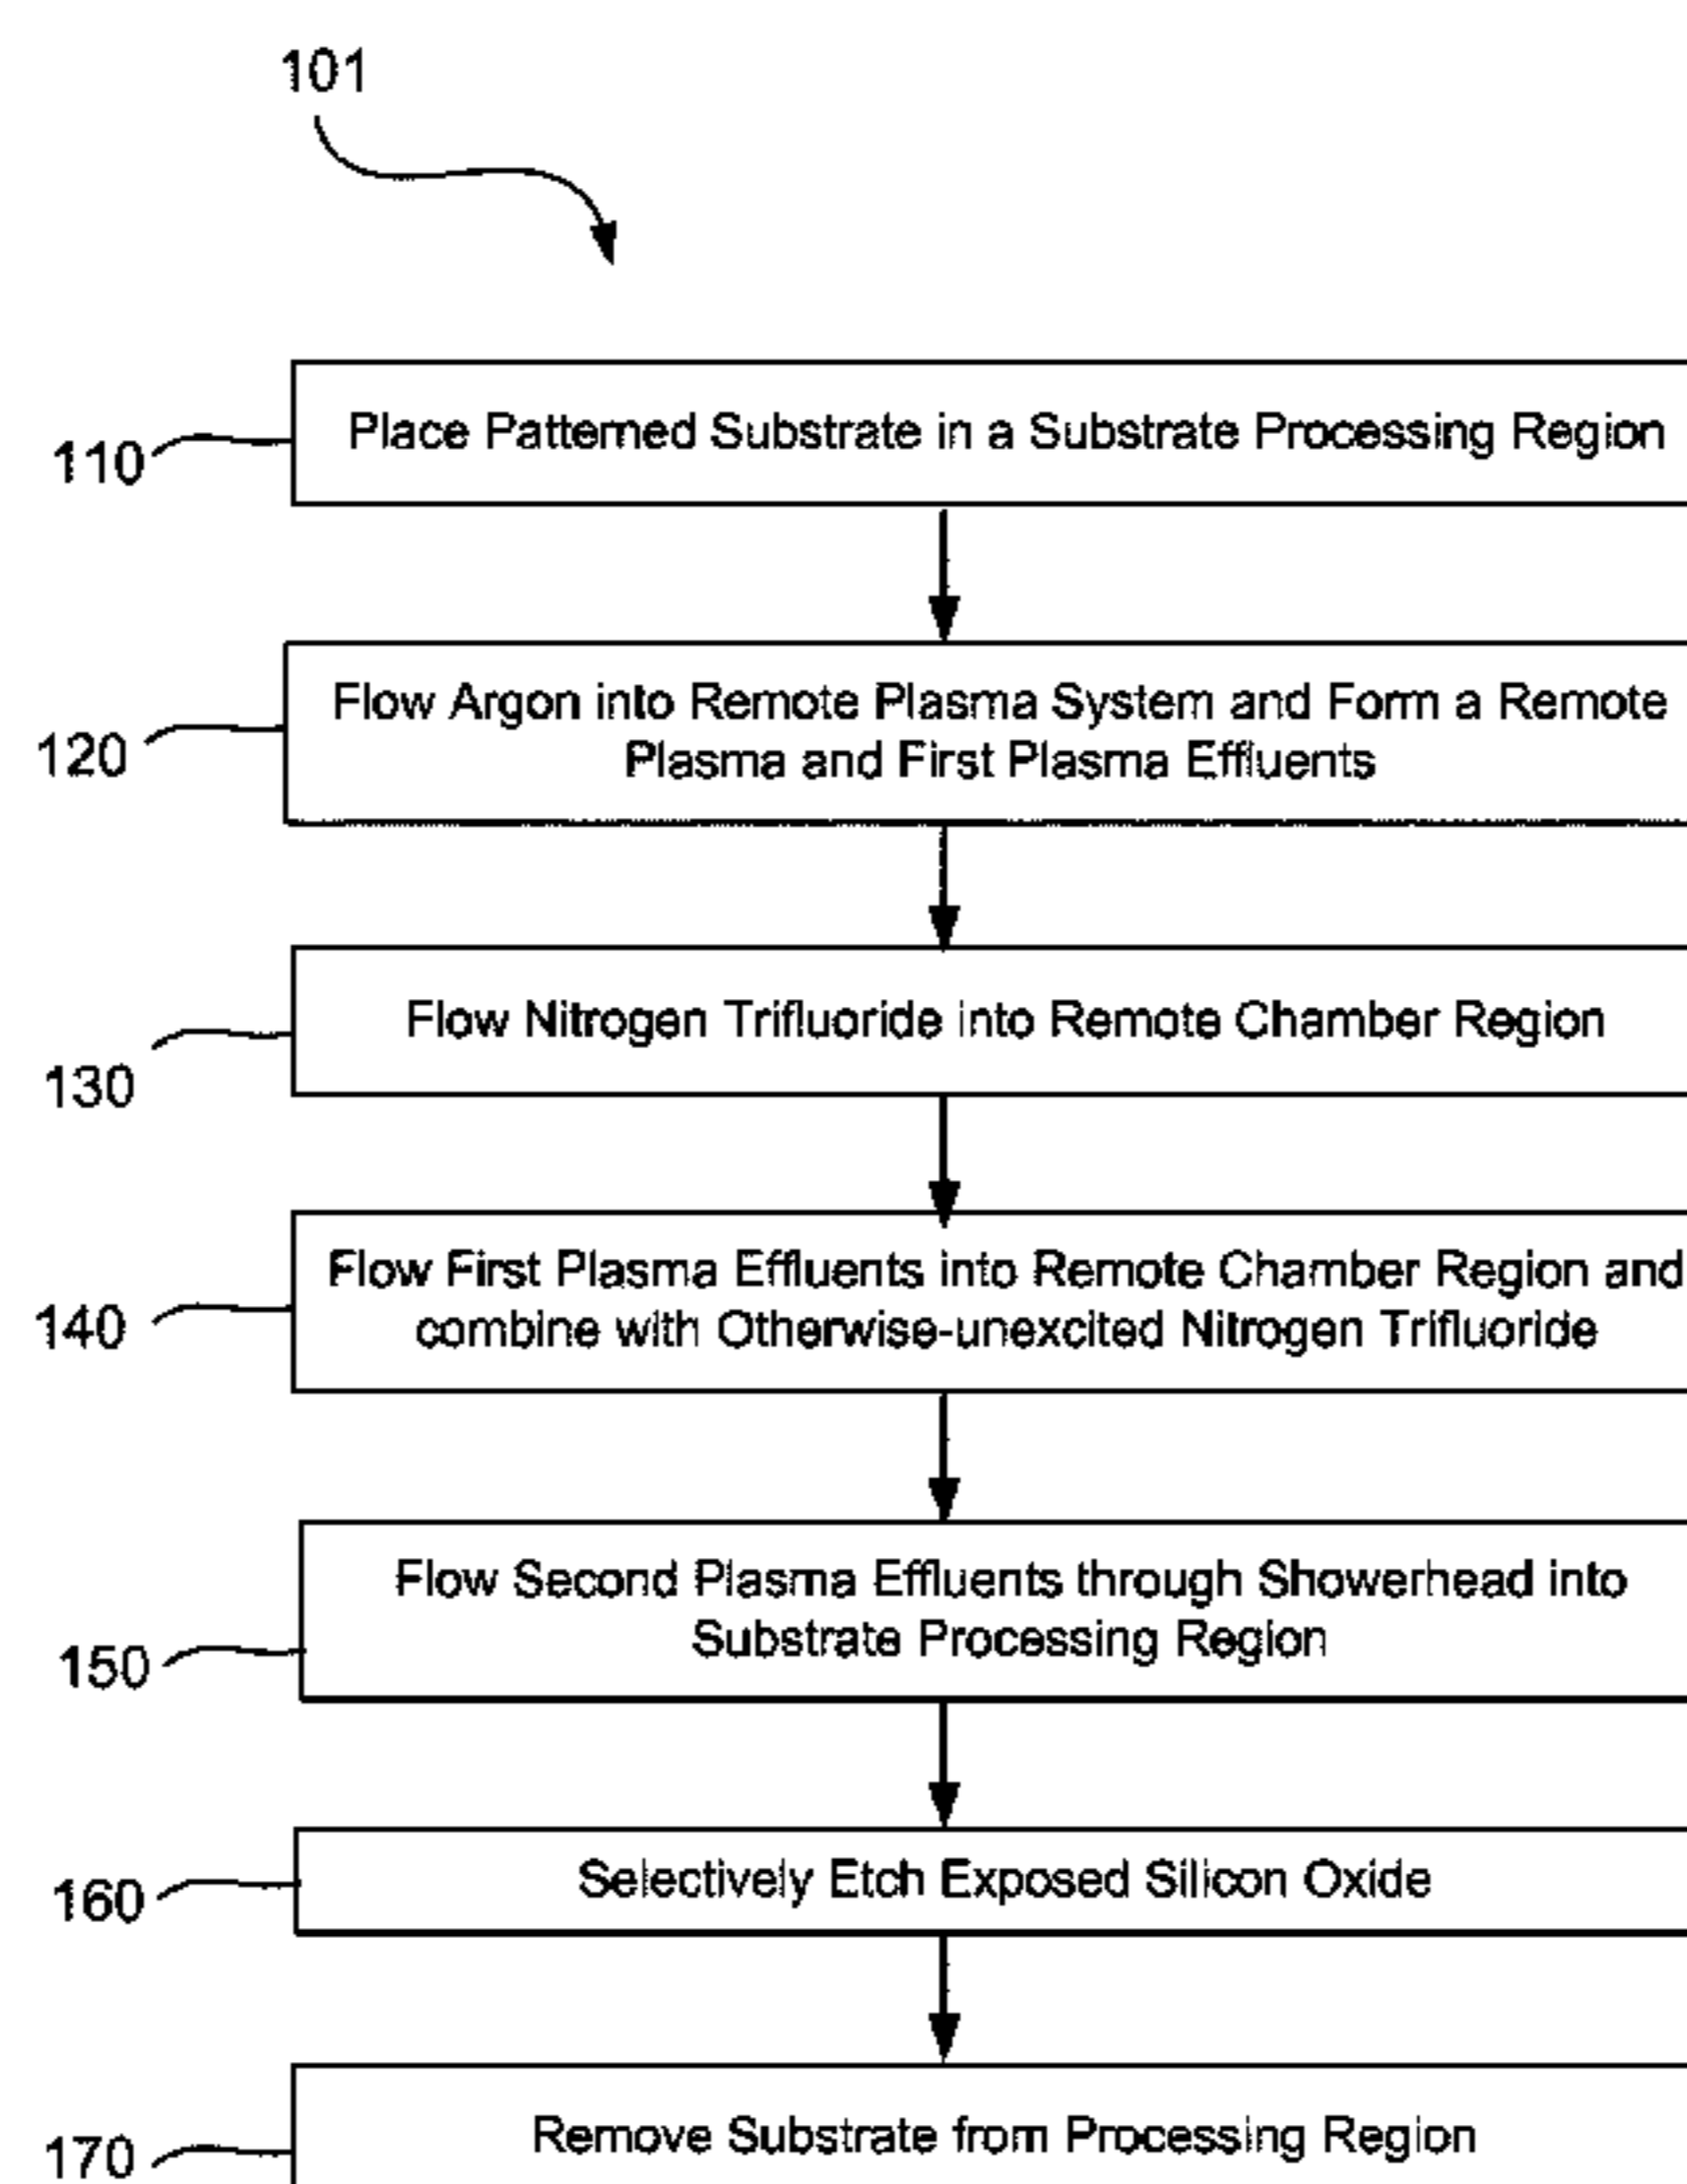 101
110
Place Patterned Substrate in a Substrate Processing Region
120
Flow Argon into Remote Plasma System and Form a Remote
Plasma and First Plasma Effluents
130
Flow Nitrogen Trifluoride into Remote Chamber Region
140
Flow First Plasma Effluents into Remote Chamber Region and
combine with Otherwise-unexcited Nitrogen Trifluoride
150
Flow Second Plasma Effluents through Showerhead into
Substrate Processing Region
160
Selectively Etch Exposed Silicon Oxide
170
Remove Substrate from Processing Region